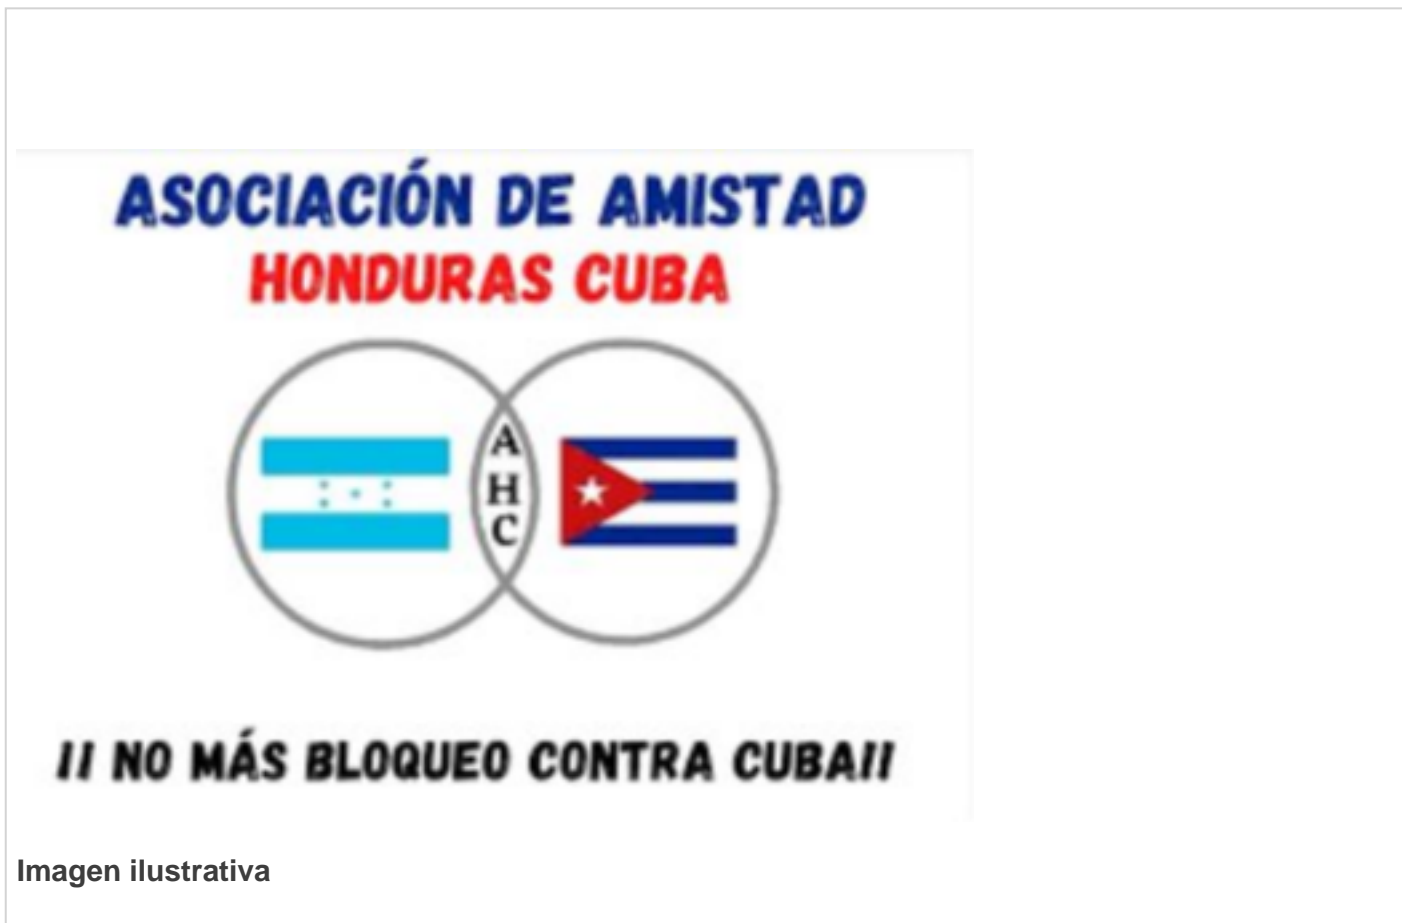 ASOCIACIÓN DE AMISTAD
HONDURAS CUBA
A
H
C
¡¡ NO MÁS BLOQUEO CONTRA CUBA!!
Imagen ilustrativa